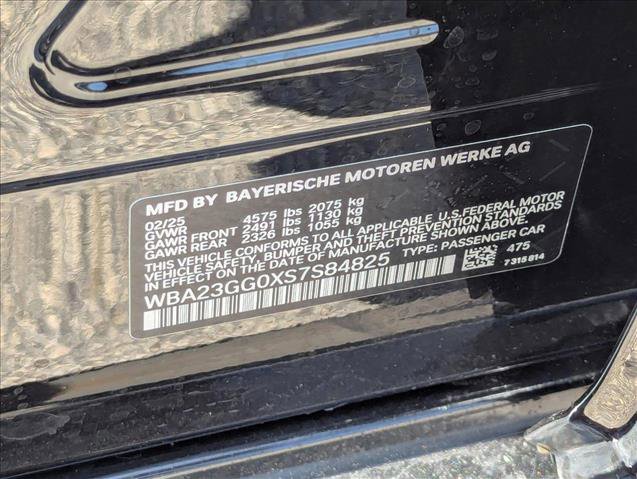 MFD BY BAYERISCHE MOTOREN WERKE AG
02/25
GVWR 4575 lbs 2075 kg
GAWR FRONT 2491 lbs 1130 kg
GAWR REAR 2326 lbs 1055 kg
THIS VEHICLE CONFORMS TO ALL APPLICABLE U.S.FEDERAL MOTOR
VEHICLE SAFETY, BUMPER AND THEFT PREVENTION STANDARDS IN
EFFECT ON THE DATE OF MANUFACTURE SHOWN ABOVE.
WBA23GG0XS7S84825 TYPE: PASSENGER CAR
475
7315814